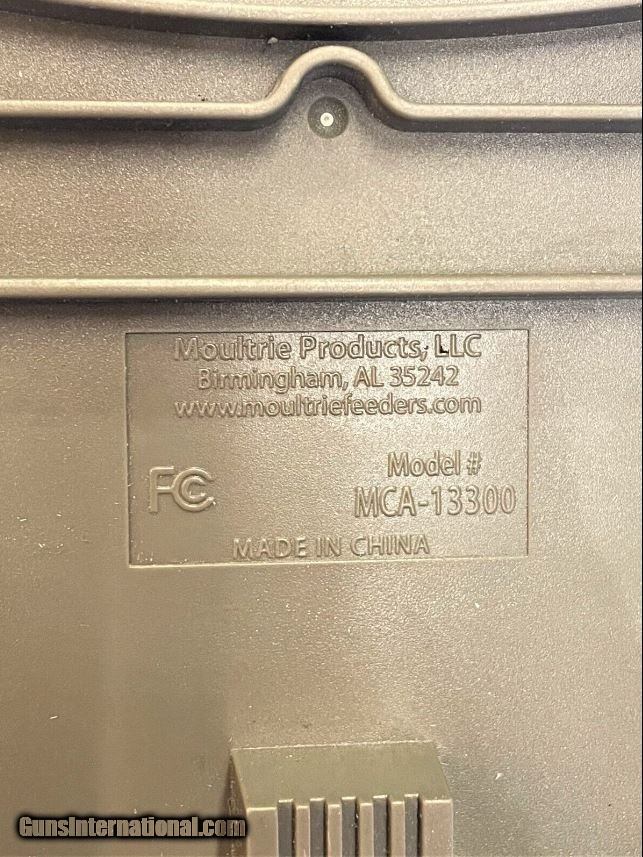 Moultrie Products, LLC
Birmingham, AL 35242
www.moultriefeeders.com
FC
Model #
MCA-13300
MADE IN CHINA
GunsInternational.com